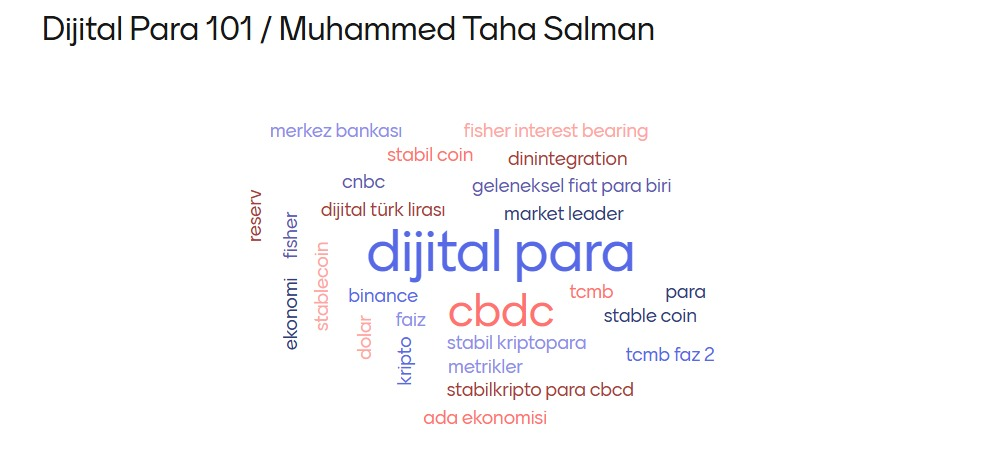 Dijital Para 101 / Muhammed Taha Salman
merkez bankası
fisher interest bearing
stabil coin
dinintegration
cnbc
geleneksel fiat para biri
reserv
dijital türk lirası
market leader
fisher
dijital para
stablecoin
ekonomi
binance
tcmb
para
cbdc
stable coin
dolar
faiz
kripto
stabil kriptopara
tcmb faz 2
metrikler
stabilkripto para cbcd
ada ekonomisi